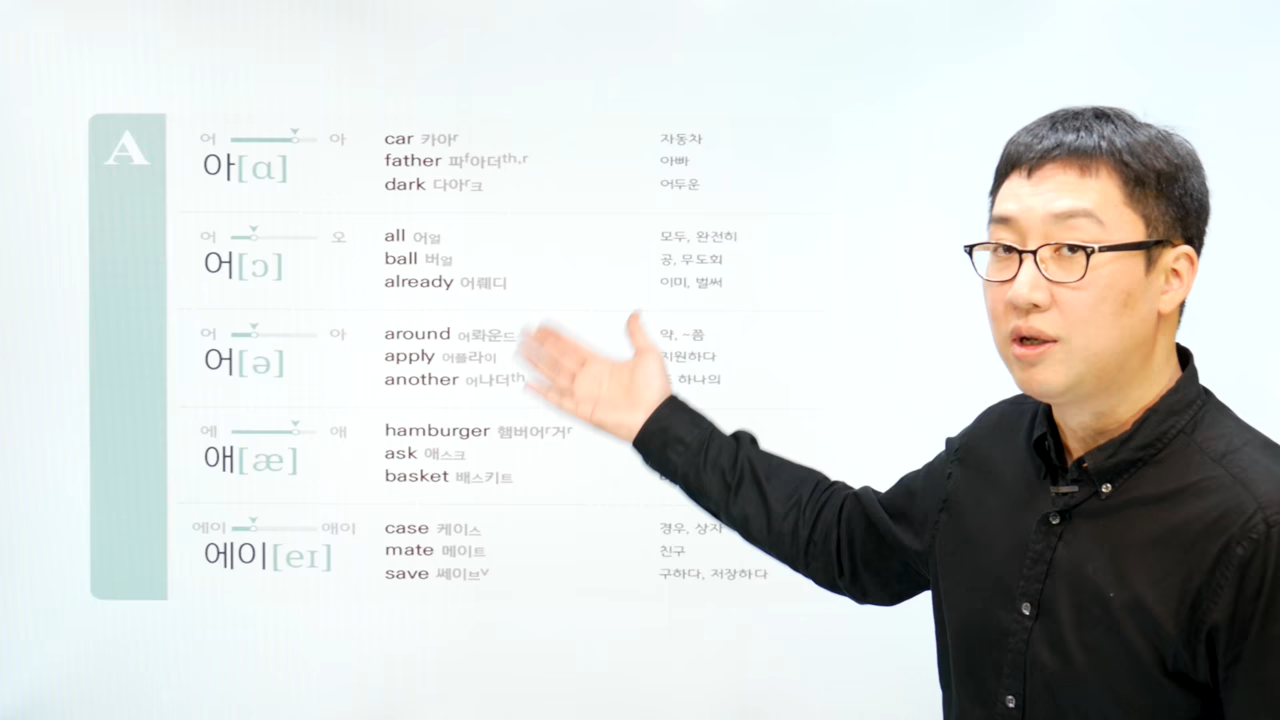 A
어 아
아[ɑ]
car 카아ʳ 자동차
father 파ᶠ아더ᵗʰ·ʳ 아빠
dark 다아ʳ크 어두운
어 오
어[ɔ]
all 어얼 모두, 완전히
ball 버얼 공, 무도회
already 어뤠디 이미, 벌써
어 아
어[ə]
around 어롸운드 약, ~쯤
apply 어플라이 지원하다
another 어나더ᵗʰ 하나의
에 애
애[æ]
hamburger 햄버어ʳ거ʳ
ask 애스크
basket 배스키트
에이 애이
에이[eɪ]
case 케이스 경우, 상자
mate 메이트 친구
save 쎄이브ᵛ 구하다, 저장하다